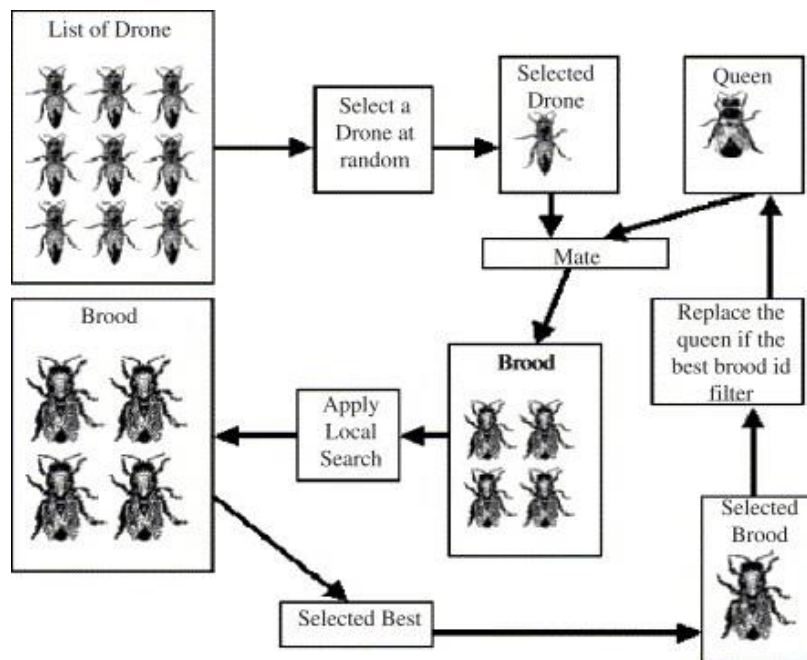 List of Drone
Select a
Drone at
random
Selected
Drone
Queen
Mate
Brood
Apply
Local
Search
Brood
Replace the
queen if the
best brood id
filter
Selected Best
Selected
Brood